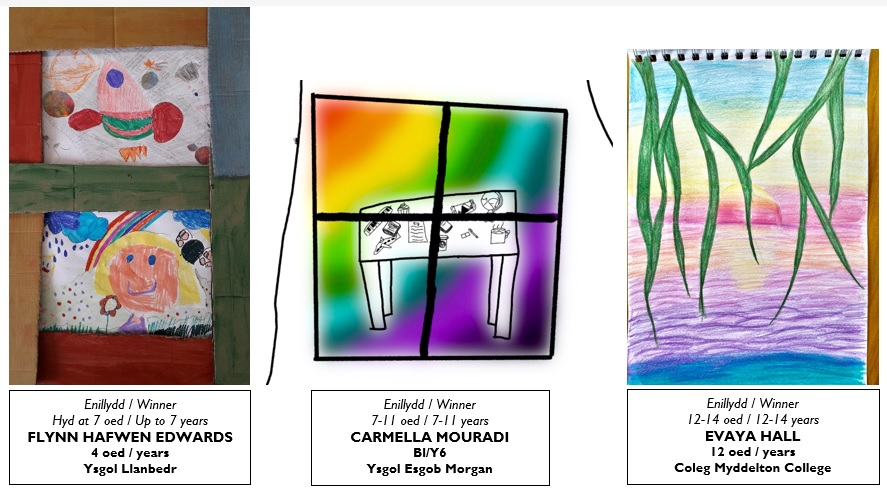 Enillydd / Winner
Hyd at 7 oed / Up to 7 years
FLYNN HAFWEN EDWARDS
4 oed / years
Ysgol Llanbedr
Enillydd / Winner
7-11 oed / 7-11 years
CARMELLA MOURADI
Bl/Y6
Ysgol Esgob Morgan
Enillydd / Winner
12-14 oed / 12-14 years
EVAYA HALL
12 oed / years
Coleg Myddelton College